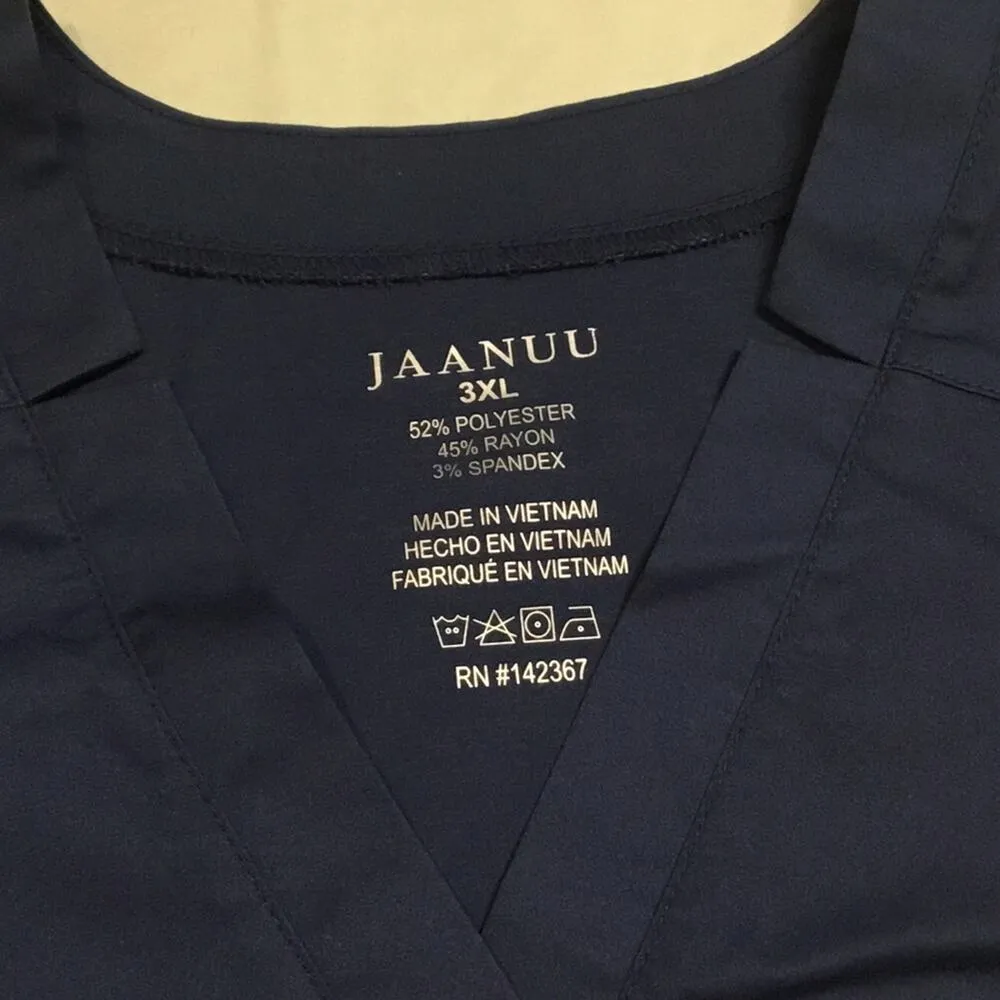 JAANUU
3XL
52% POLYESTER
45% RAYON
3% SPANDEX
MADE IN VIETNAM
HECHO EN VIETNAM
FABRIQUÉ EN VIETNAM
RN #142367